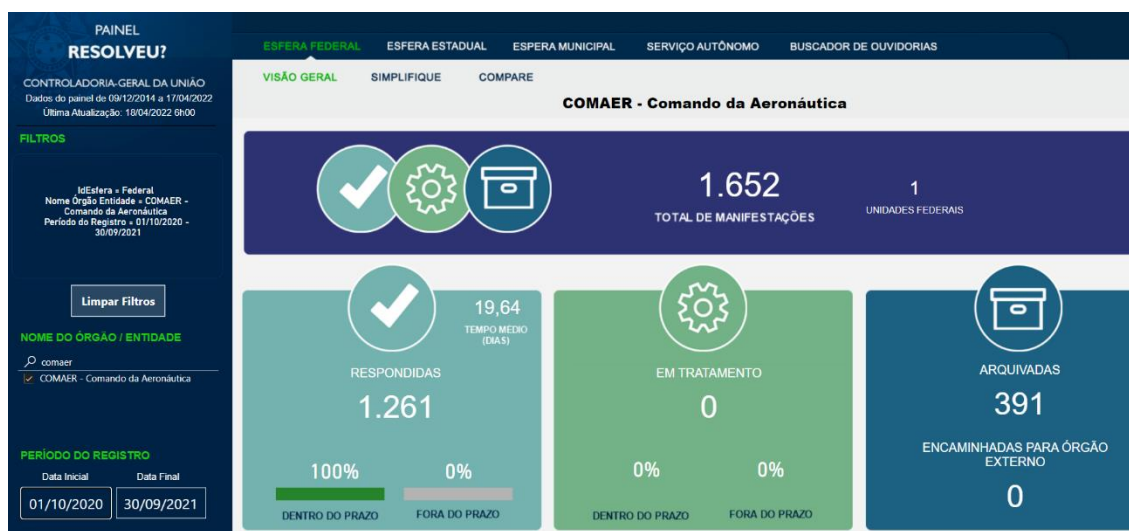 PAINEL
RESOLVEU?
CONTROLADORIA-GERAL DA UNIÃO
Dados do painel de 09/12/2014 a 17/04/2022
Última Atualização: 18/04/2022 6h00
FILTROS
IdEsfera = Federal
Nome Órgão Entidade = COMAER -
Comando da Aeronáutica
Período do Registro = 01/10/2020 -
30/09/2021
Limpar Filtros
NOME DO ÓRGÃO / ENTIDADE
comaer
COMAER - Comando da Aeronáutica
PERÍODO DO REGISTRO
Data Inicial Data Final
01/10/2020 30/09/2021
ESFERA FEDERAL ESFERA ESTADUAL ESPERA MUNICIPAL SERVIÇO AUTÔNOMO BUSCADOR DE OUVIDORIAS
VISÃO GERAL SIMPLIFIQUE COMPARE
COMAER - Comando da Aeronáutica
1.652
TOTAL DE MANIFESTAÇÕES
1
UNIDADES FEDERAIS
19,64
TEMPO MÉDIO
(DIAS)
RESPONDIDAS
1.261
100% 0%
DENTRO DO PRAZO FORA DO PRAZO
EM TRATAMENTO
0
0% 0%
DENTRO DO PRAZO FORA DO PRAZO
ARQUIVADAS
391
ENCAMINHADAS PARA ÓRGÃO
EXTERNO
0